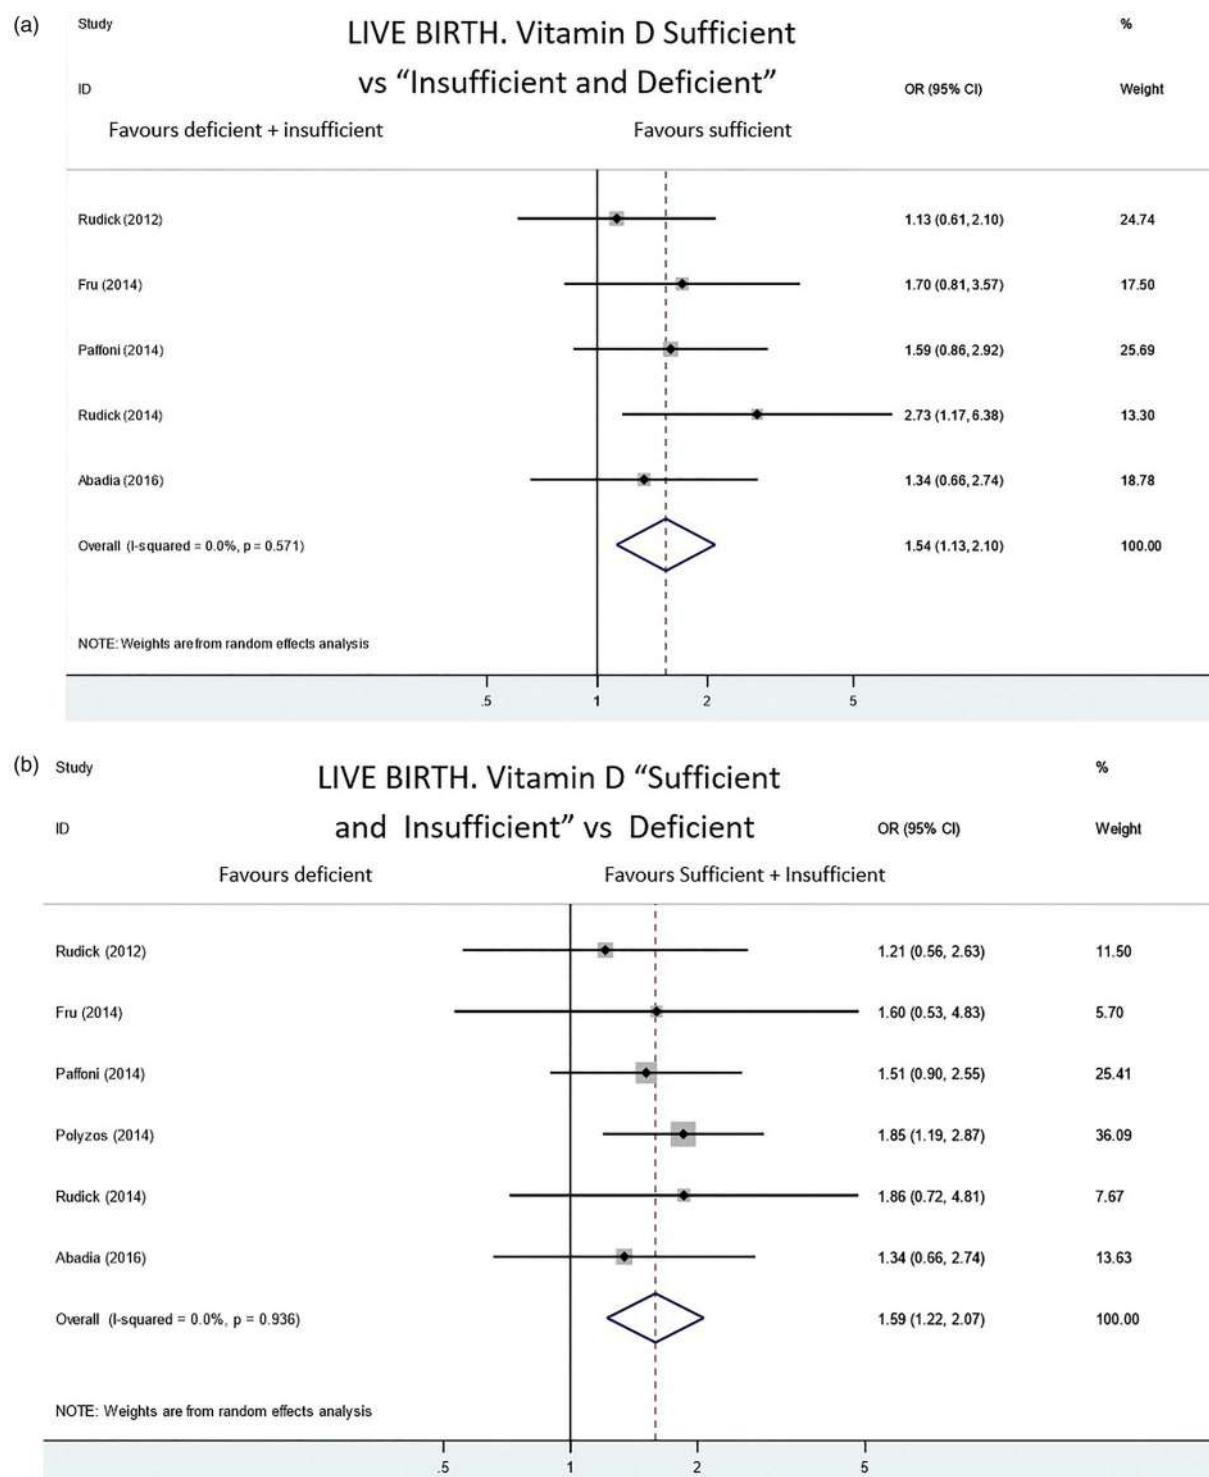 (a)
Study
LIVE BIRTH. Vitamin D Sufficient
%
ID
vs “Insufficient and Deficient”
OR (95% CI)
Weight
Favours deficient + insufficient
Favours sufficient
Rudick (2012) 1.13 (0.61, 2.10) 24.74
Fru (2014) 1.70 (0.81, 3.57) 17.50
Paffoni (2014) 1.59 (0.86, 2.92) 25.69
Rudick (2014) 2.73 (1.17, 6.38) 13.30
Abadia (2016) 1.34 (0.66, 2.74) 18.78
Overall (I-squared = 0.0%, p = 0.571) 1.54 (1.13, 2.10) 100.00
NOTE: Weights are from random effects analysis
.5 1 2 5
(b)
Study
LIVE BIRTH. Vitamin D “Sufficient
%
ID
and Insufficient” vs Deficient
OR (95% CI)
Weight
Favours deficient
Favours Sufficient + Insufficient
Rudick (2012) 1.21 (0.56, 2.63) 11.50
Fru (2014) 1.60 (0.53, 4.83) 5.70
Paffoni (2014) 1.51 (0.90, 2.55) 25.41
Polyzos (2014) 1.85 (1.19, 2.87) 36.09
Rudick (2014) 1.86 (0.72, 4.81) 7.67
Abadia (2016) 1.34 (0.66, 2.74) 13.63
Overall (I-squared = 0.0%, p = 0.936) 1.59 (1.22, 2.07) 100.00
NOTE: Weights are from random effects analysis
.5 1 2 5